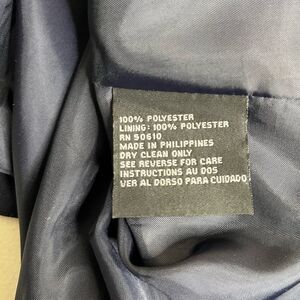 100% POLYESTER
LINING: 100% POLYESTER
RN 50610
MADE IN PHILIPPINES
DRY CLEAN ONLY
SEE REVERSE FOR CARE
INSTRUCTIONS AU DOS
VER AL DORSO PARA CUIDADO